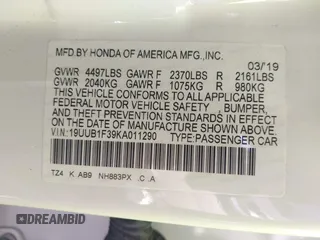 MFD BY HONDA OF AMERICA MFG.,INC. 03/'19
GVWR 4497LBS GAWR F 2370LBS R 2161LBS
GVWR 2040KG GAWR F 1075KG R 980KG
THIS VEHICLE CONFORMS TO ALL APPLICABLE
FEDERAL MOTOR VEHICLE SAFETY, BUMPER,
AND THEFT PREVENTION STANDARDS IN EFFECT
ON THE DATE OF MANUFACTURE SHOWN ABOVE.
VIN:19UUB1F39KA011290 TYPE:PASSENGER CAR
TZ4 K AB9 NH883PX .C .A
DREAMBID